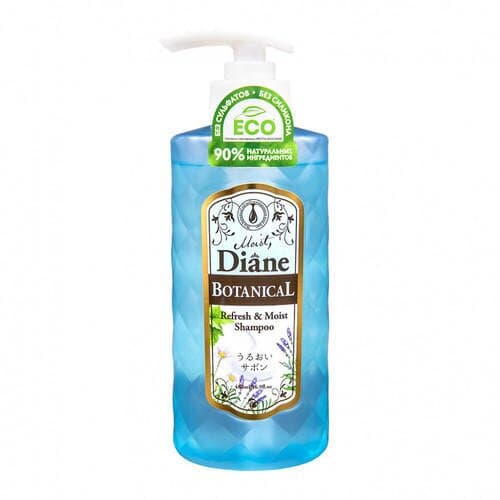 БЕЗ СУЛЬФАТОВ • БЕЗ СИЛИКОНА
ECO
90% НАТУРАЛЬНЫХ
ИНГРЕДИЕНТОВ
Moist,
Diane
BOTANICAL
Refresh & Moist
Shampoo
うるおい
サボン